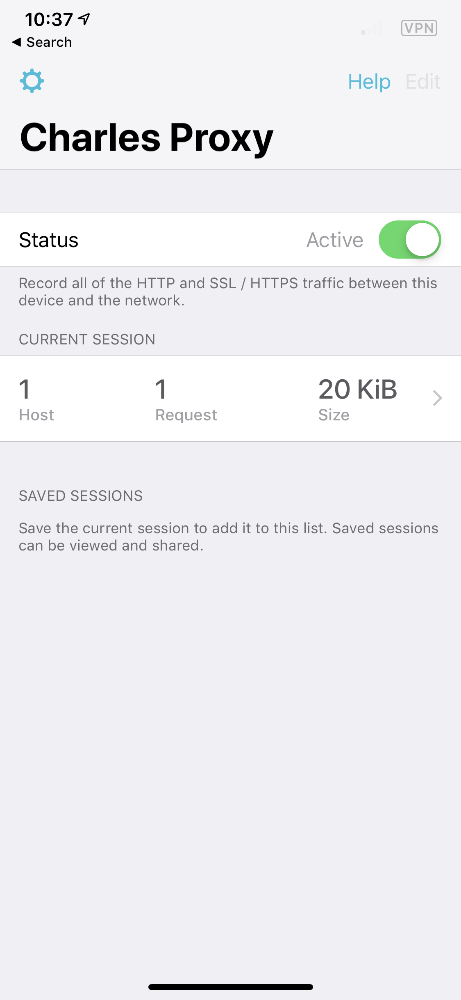 10:37
Search
VPN
Help Edit
Charles Proxy
Status Active
Record all of the HTTP and SSL / HTTPS traffic between this
device and the network.
CURRENT SESSION
1 1 20 KiB
Host Request Size
SAVED SESSIONS
Save the current session to add it to this list. Saved sessions
can be viewed and shared.